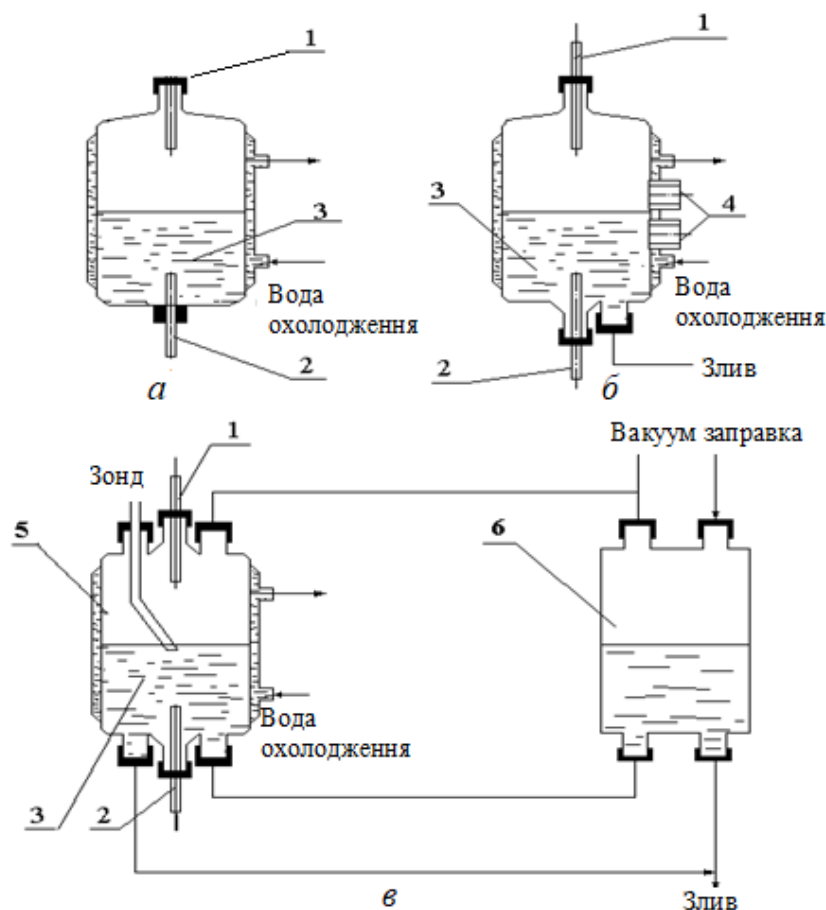 1
3
Вода
охолодження
2
а
1
3
4
Вода
охолодження
2
Злив
б
1
Вакуум заправка
Зонд
5
6
Вода
охолодження
3
2
в
Злив